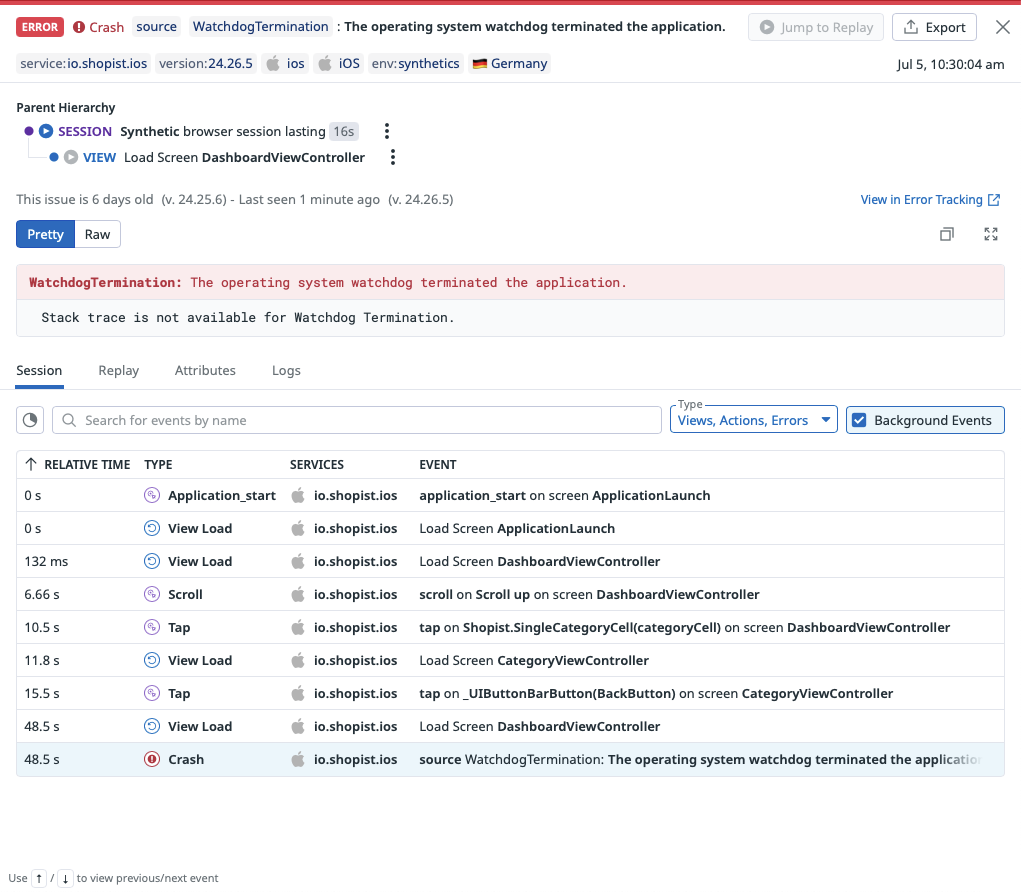 ERROR Crash source WatchdogTermination : The operating system watchdog terminated the application. Jump to Replay Export
service:io.shopist.ios version:24.26.5 ios iOS env:synthetics Germany Jul 5, 10:30:04 am
Parent Hierarchy
SESSION Synthetic browser session lasting 16s
VIEW Load Screen DashboardViewController
This issue is 6 days old (v. 24.25.6) - Last seen 1 minute ago (v. 24.26.5) View in Error Tracking
Pretty Raw
WatchdogTermination: The operating system watchdog terminated the application.
Stack trace is not available for Watchdog Termination.
Session Replay Attributes Logs
Search for events by name Type Views, Actions, Errors Background Events
↑ RELATIVE TIME TYPE SERVICES EVENT
0 s Application_start io.shopist.ios application_start on screen ApplicationLaunch
0 s View Load io.shopist.ios Load Screen ApplicationLaunch
132 ms View Load io.shopist.ios Load Screen DashboardViewController
6.66 s Scroll io.shopist.ios scroll on Scroll up on screen DashboardViewController
10.5 s Tap io.shopist.ios tap on Shopist.SingleCategoryCell(categoryCell) on screen DashboardViewController
11.8 s View Load io.shopist.ios Load Screen CategoryViewController
15.5 s Tap io.shopist.ios tap on _UIButtonBarButton(BackButton) on screen CategoryViewController
48.5 s View Load io.shopist.ios Load Screen DashboardViewController
48.5 s Crash io.shopist.ios source WatchdogTermination: The operating system watchdog terminated the applicatio
Use ↑ / ↓ to view previous/next event